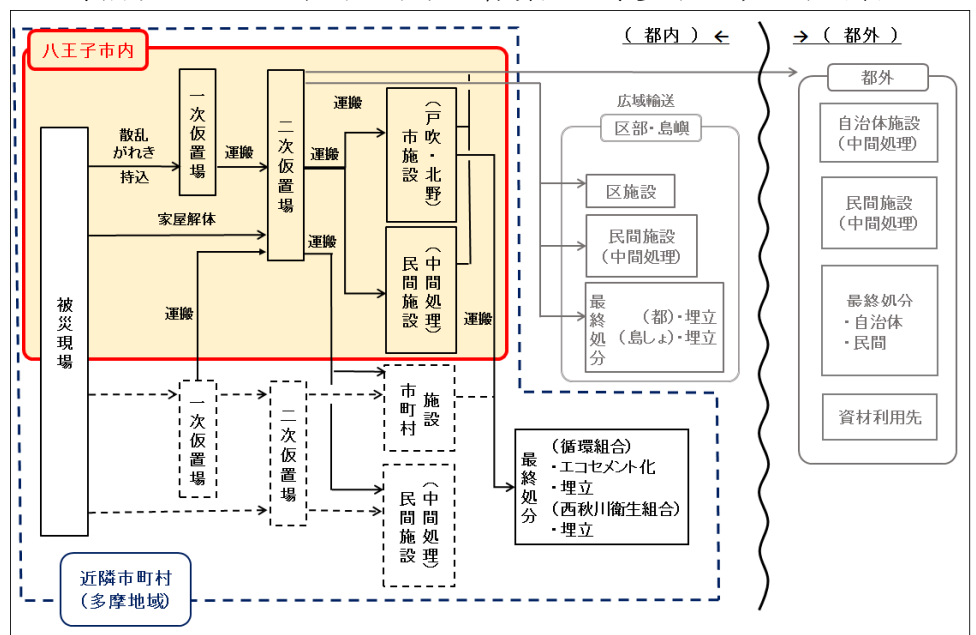 八王子市内
(都内)←
→(都外)
被災現場
散乱
がれき
持込
一次仮置場
運搬
家屋解体
二次仮置場
運搬
運搬
運搬
運搬
市施設
(戸吹・北野)
民間施設
(中間処理)
運搬
広域輸送
区部・島嶼
区施設
民間施設
(中間処理)
最終処分
(都)・埋立
(島しょ)・埋立
都外
自治体施設
(中間処理)
民間施設
(中間処理)
最終処分
・自治体
・民間
資材利用先
一次仮置場
二次仮置場
市町村
施設
民間施設
(中間処理)
最終処分
(循環組合)
・エコセメント化
・埋立
(西秋川衛生組合)
・埋立
近隣市町村
(多摩地域)